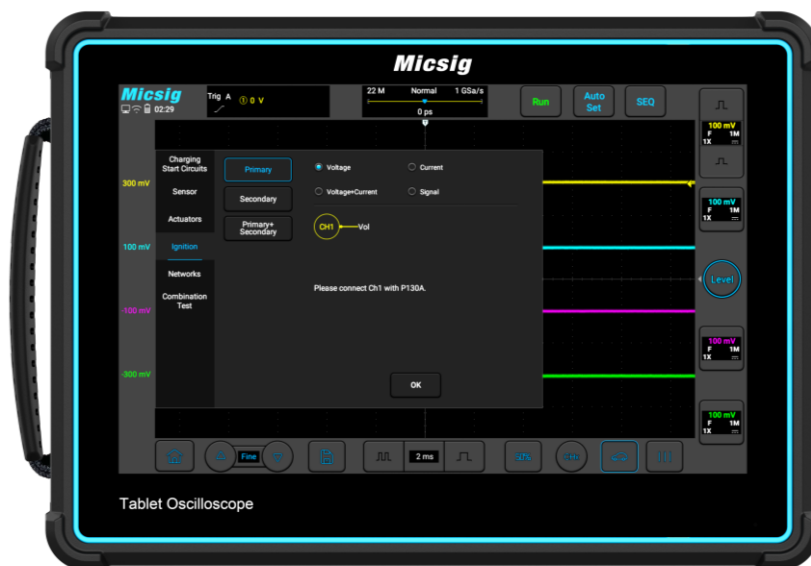 Micsig
Micsig
02:29
Trig A
① 0 V
22 M Normal 1 GSa/s
0 ps
Run
Auto
Set
SEQ
100 mV
F 1M
1X
300 mV
100 mV
-100 mV
-300 mV
Charging
Start Circuits
Sensor
Actuators
Ignition
Networks
Combination
Test
Primary
Secondary
Primary+
Secondary
Voltage
Current
Voltage+Current
Signal
CH1
Vol
Please connect Ch1 with P130A.
OK
100 mV
F 1M
1X
Level
100 mV
F 1M
1X
100 mV
F 1M
1X
Fine
2 ms
50%
Tablet Oscilloscope